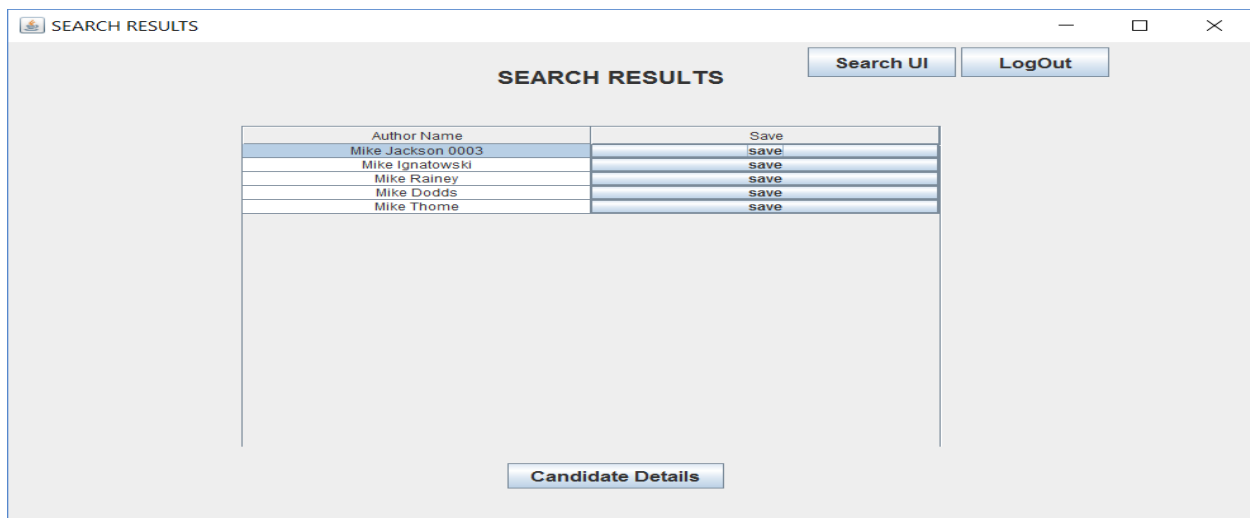 SEARCH RESULTS
Search UI LogOut
SEARCH RESULTS
Author Name Save
Mike Jackson 0003 save
Mike Ignatowski save
Mike Rainey save
Mike Dodds save
Mike Thome save
Candidate Details